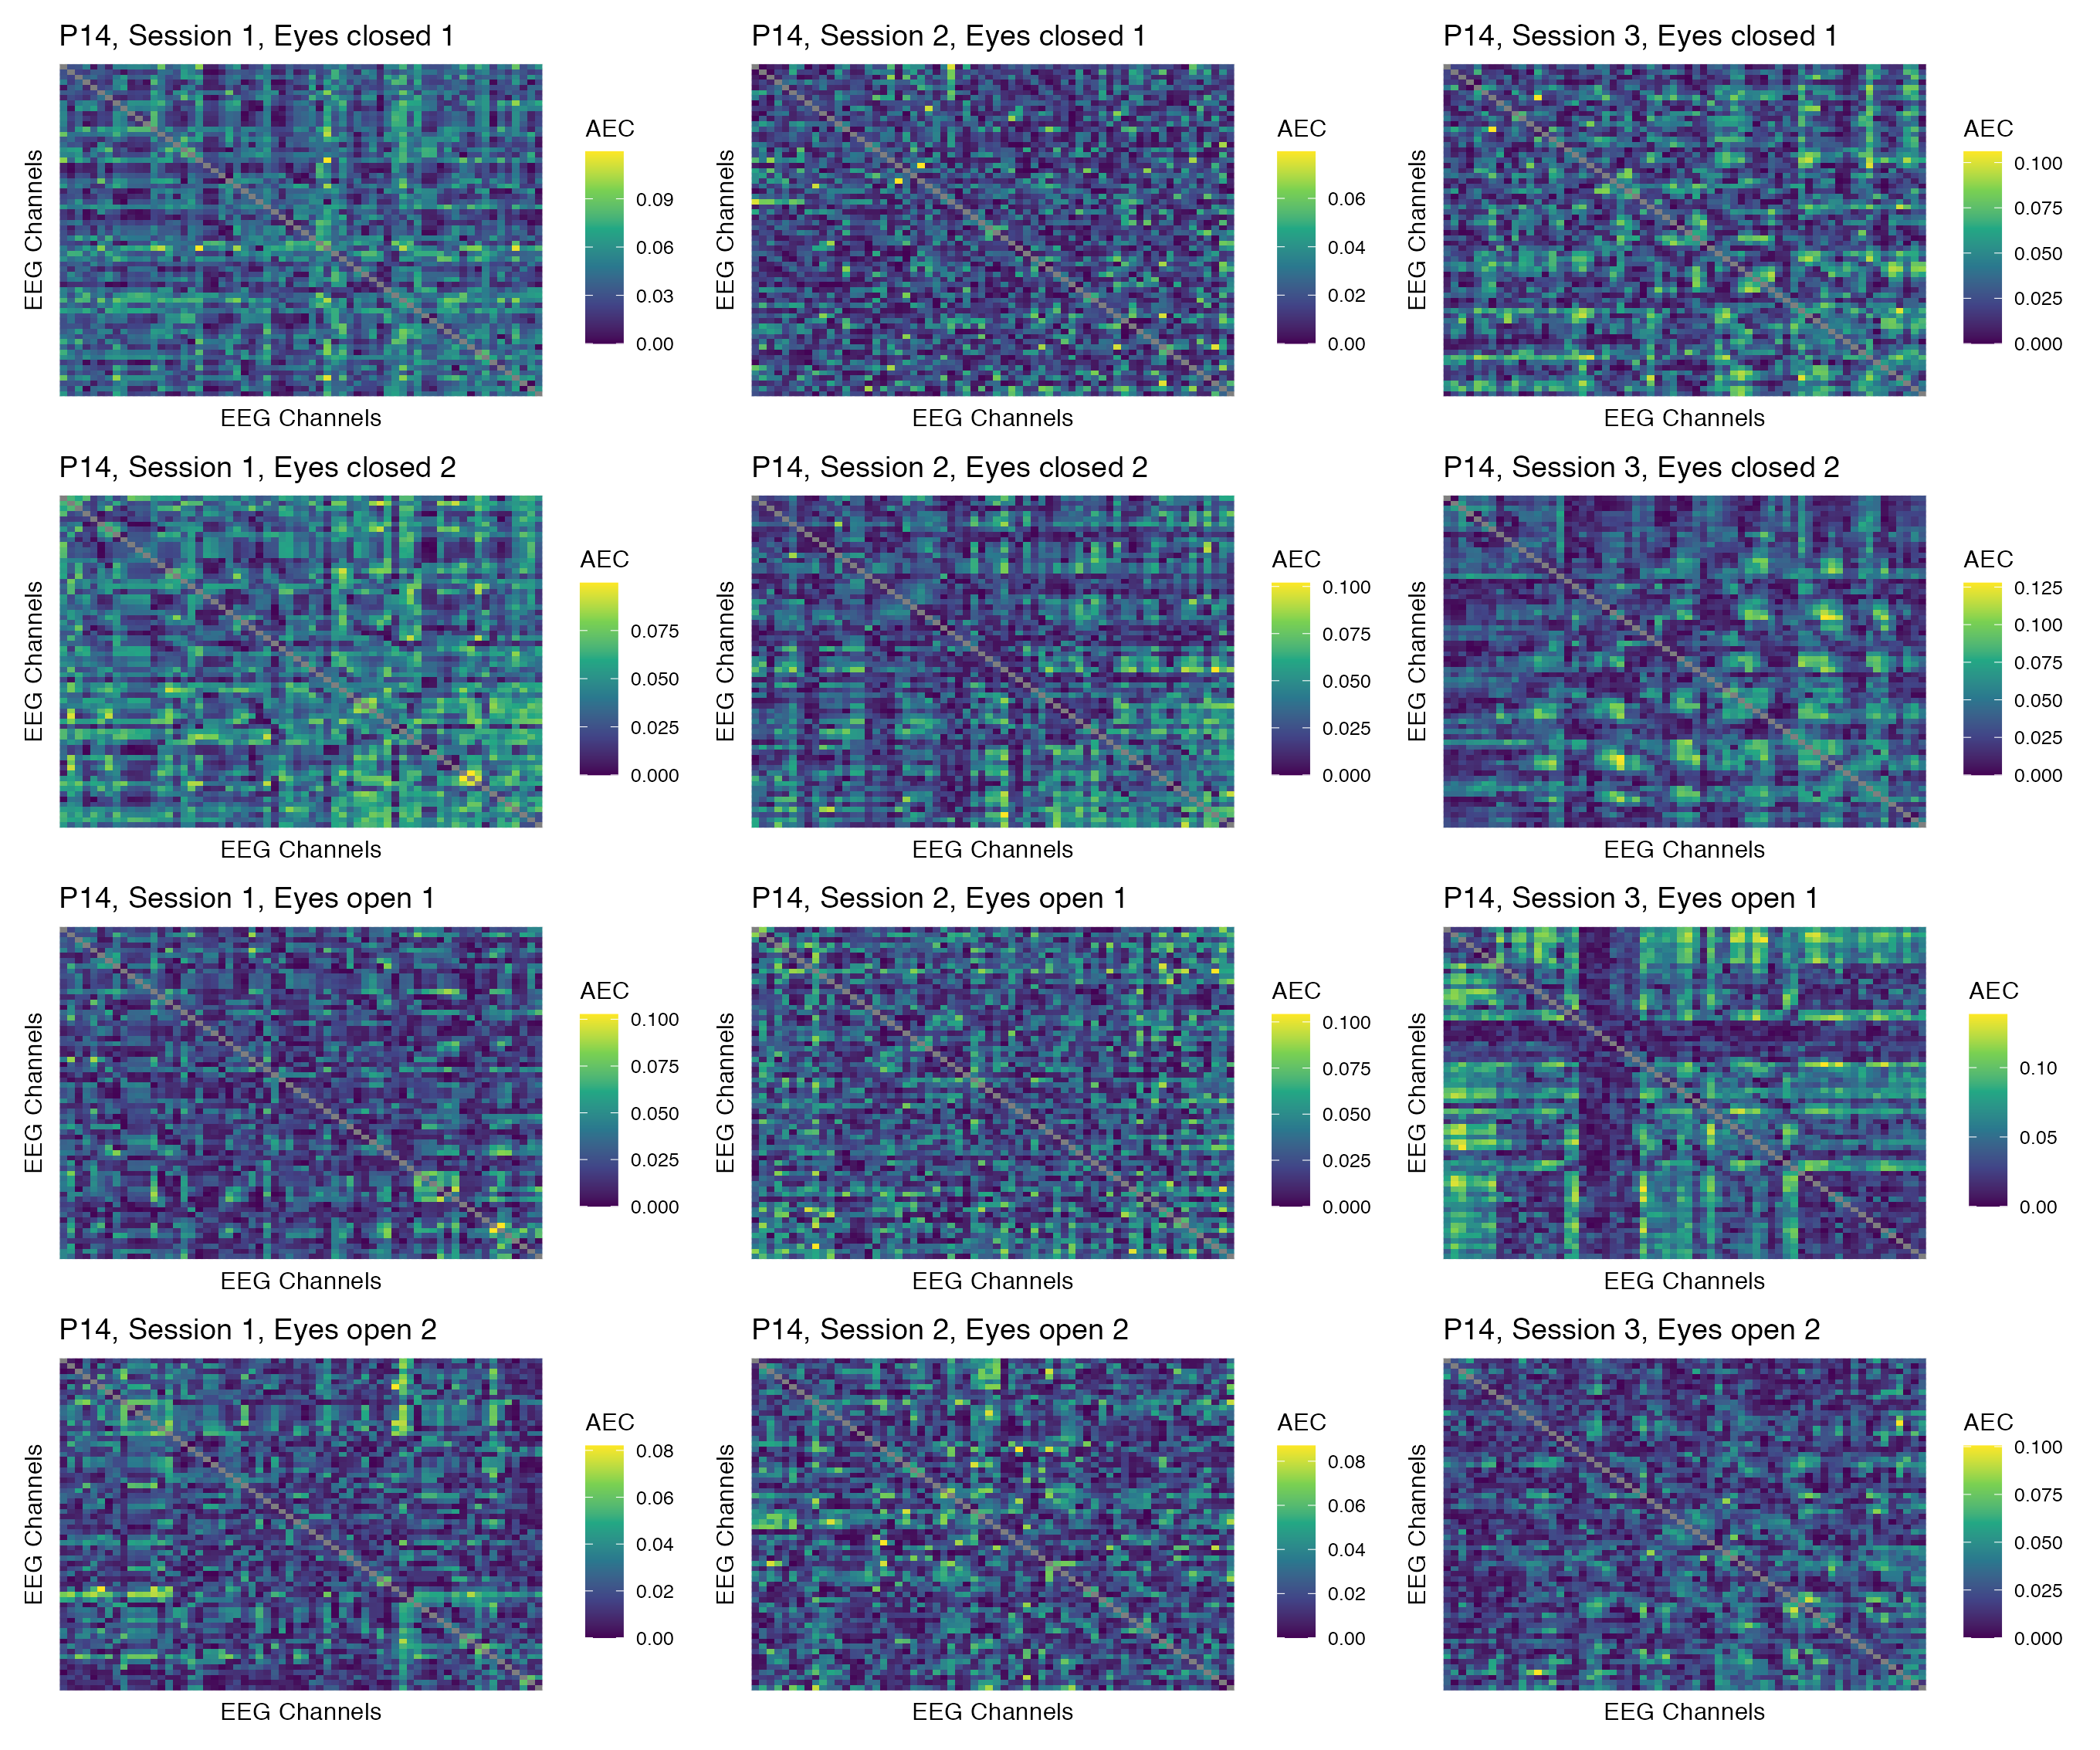 P14, Session 1, Eyes closed 1
EEG Channels
EEG Channels
AEC
0.09
0.06
0.03
0.00
P14, Session 2, Eyes closed 1
EEG Channels
EEG Channels
AEC
0.06
0.04
0.02
0.00
P14, Session 3, Eyes closed 1
EEG Channels
EEG Channels
AEC
0.100
0.075
0.050
0.025
0.000
P14, Session 1, Eyes closed 2
EEG Channels
EEG Channels
AEC
0.075
0.050
0.025
0.000
P14, Session 2, Eyes closed 2
EEG Channels
EEG Channels
AEC
0.100
0.075
0.050
0.025
0.000
P14, Session 3, Eyes closed 2
EEG Channels
EEG Channels
AEC
0.125
0.100
0.075
0.050
0.025
0.000
P14, Session 1, Eyes open 1
EEG Channels
EEG Channels
AEC
0.100
0.075
0.050
0.025
0.000
P14, Session 2, Eyes open 1
EEG Channels
EEG Channels
AEC
0.100
0.075
0.050
0.025
0.000
P14, Session 3, Eyes open 1
EEG Channels
EEG Channels
AEC
0.10
0.05
0.00
P14, Session 1, Eyes open 2
EEG Channels
EEG Channels
AEC
0.08
0.06
0.04
0.02
0.00
P14, Session 2, Eyes open 2
EEG Channels
EEG Channels
AEC
0.08
0.06
0.04
0.02
0.00
P14, Session 3, Eyes open 2
EEG Channels
EEG Channels
AEC
0.100
0.075
0.050
0.025
0.000